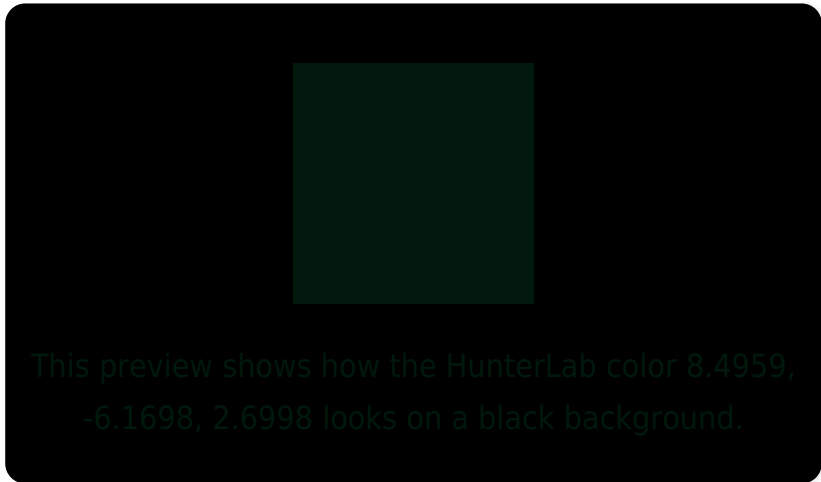 This preview shows how the HunterLab color 8.4959,
-6.1698, 2.6998 looks on a black background.